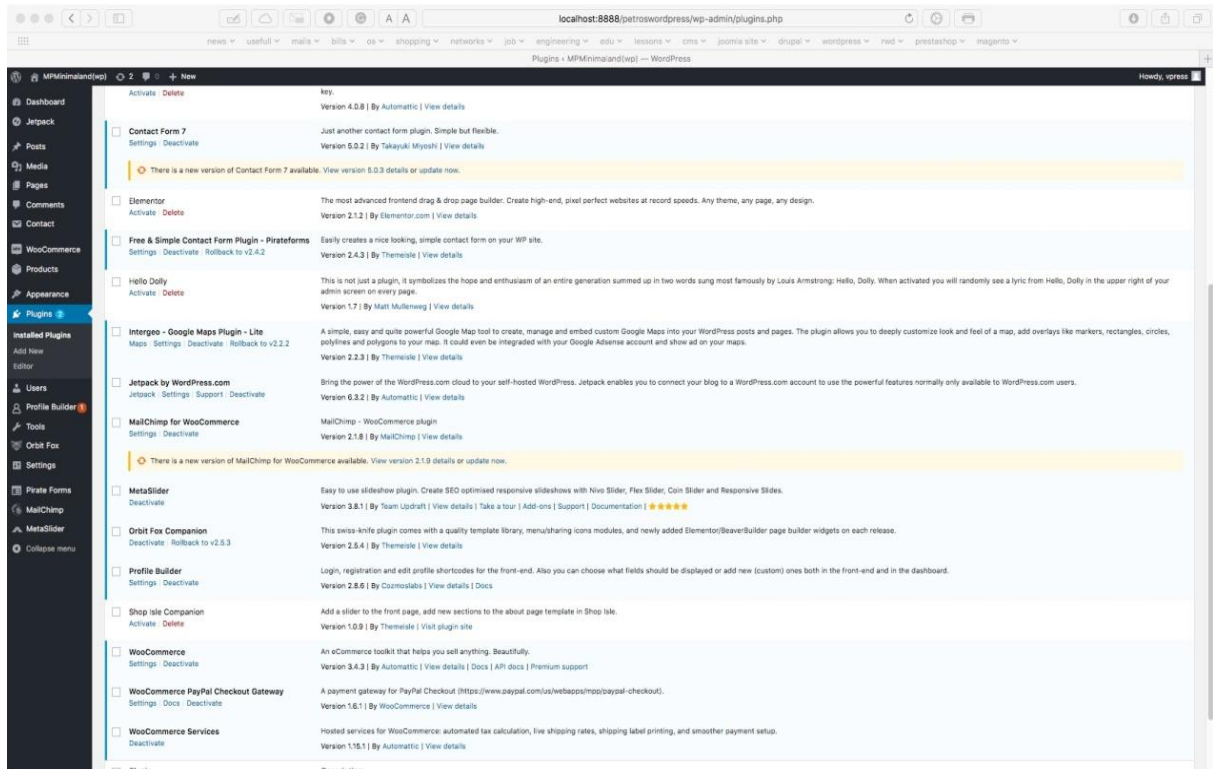 A A
localhost:8888/petroswordpress/wp-admin/plugins.php
news usefull mails bills os shopping networks job engineering edu lessons cms joomla site drupal wordpress rwd prestashop magento
Plugins ‹ MPMinimaland(wp) — WordPress
MPMinimaland(wp) 2 0 + New Howdy, vpress
Dashboard
Jetpack
Posts
Media
Pages
Comments
Contact
WooCommerce
Products
Appearance
Plugins 2
Installed Plugins
Add New
Editor
Users
Profile Builder 1
Tools
Orbit Fox
Settings
Pirate Forms
MailChimp
MetaSlider
Collapse menu
Activate | Delete
key.
Version 4.0.8 | By Automattic | View details
Contact Form 7
Settings | Deactivate
Just another contact form plugin. Simple but flexible.
Version 5.0.2 | By Takayuki Miyoshi | View details
There is a new version of Contact Form 7 available. View version 5.0.3 details or update now.
Elementor
Activate | Delete
The most advanced frontend drag & drop page builder. Create high-end, pixel perfect websites at record speeds. Any theme, any page, any design.
Version 2.1.2 | By Elementor.com | View details
Free & Simple Contact Form Plugin - Pirateforms
Settings | Deactivate | Rollback to v2.4.2
Easily creates a nice looking, simple contact form on your WP site.
Version 2.4.3 | By Themeisle | View details
Hello Dolly
Activate | Delete
This is not just a plugin, it symbolizes the hope and enthusiasm of an entire generation summed up in two words sung most famously by Louis Armstrong: Hello, Dolly. When activated you will randomly see a lyric from Hello, Dolly in the upper right of your
admin screen on every page.
Version 1.7 | By Matt Mullenweg | View details
Intergeo - Google Maps Plugin - Lite
Maps | Settings | Deactivate | Rollback to v2.2.2
A simple, easy and quite powerful Google Map tool to create, manage and embed custom Google Maps into your WordPress posts and pages. The plugin allows you to deeply customize look and feel of a map, add overlays like markers, rectangles, circles,
polylines and polygons to your map. It could even be integraded with your Google Adsense account and show ad on your maps.
Version 2.2.3 | By Themeisle | View details
Jetpack by WordPress.com
Jetpack | Settings | Support | Deactivate
Bring the power of the WordPress.com cloud to your self-hosted WordPress. Jetpack enables you to connect your blog to a WordPress.com account to use the powerful features normally only available to WordPress.com users.
Version 6.3.2 | By Automattic | View details
MailChimp for WooCommerce
Settings | Deactivate
MailChimp - WooCommerce plugin
Version 2.1.8 | By MailChimp | View details
There is a new version of MailChimp for WooCommerce available. View version 2.1.9 details or update now.
MetaSlider
Deactivate
Easy to use slideshow plugin. Create SEO optimised responsive slideshows with Nivo Slider, Flex Slider, Coin Slider and Responsive Slides.
Version 3.8.1 | By Team Updraft | View details | Take a tour | Add-ons | Support | Documentation | ★★★★★
Orbit Fox Companion
Deactivate | Rollback to v2.5.3
This swiss-knife plugin comes with a quality template library, menu/sharing icons modules, and newly added Elementor/BeaverBuilder page builder widgets on each release.
Version 2.5.4 | By Themeisle | View details
Profile Builder
Settings | Deactivate
Login, registration and edit profile shortcodes for the front-end. Also you can choose what fields should be displayed or add new (custom) ones both in the front-end and in the dashboard.
Version 2.8.6 | By Cozmoslabs | View details | Docs
Shop Isle Companion
Activate | Delete
Add a slider to the front page, add new sections to the about page template in Shop Isle.
Version 1.0.9 | By Themeisle | Visit plugin site
WooCommerce
Settings | Deactivate
An eCommerce toolkit that helps you sell anything. Beautifully.
Version 3.4.3 | By Automattic | View details | Docs | API docs | Premium support
WooCommerce PayPal Checkout Gateway
Settings | Docs | Deactivate
A payment gateway for PayPal Checkout (https://www.paypal.com/us/webapps/mpp/paypal-checkout).
Version 1.6.1 | By WooCommerce | View details
WooCommerce Services
Deactivate
Hosted services for WooCommerce: automated tax calculation, live shipping rates, shipping label printing, and smoother payment setup.
Version 1.15.1 | By Automattic | View details